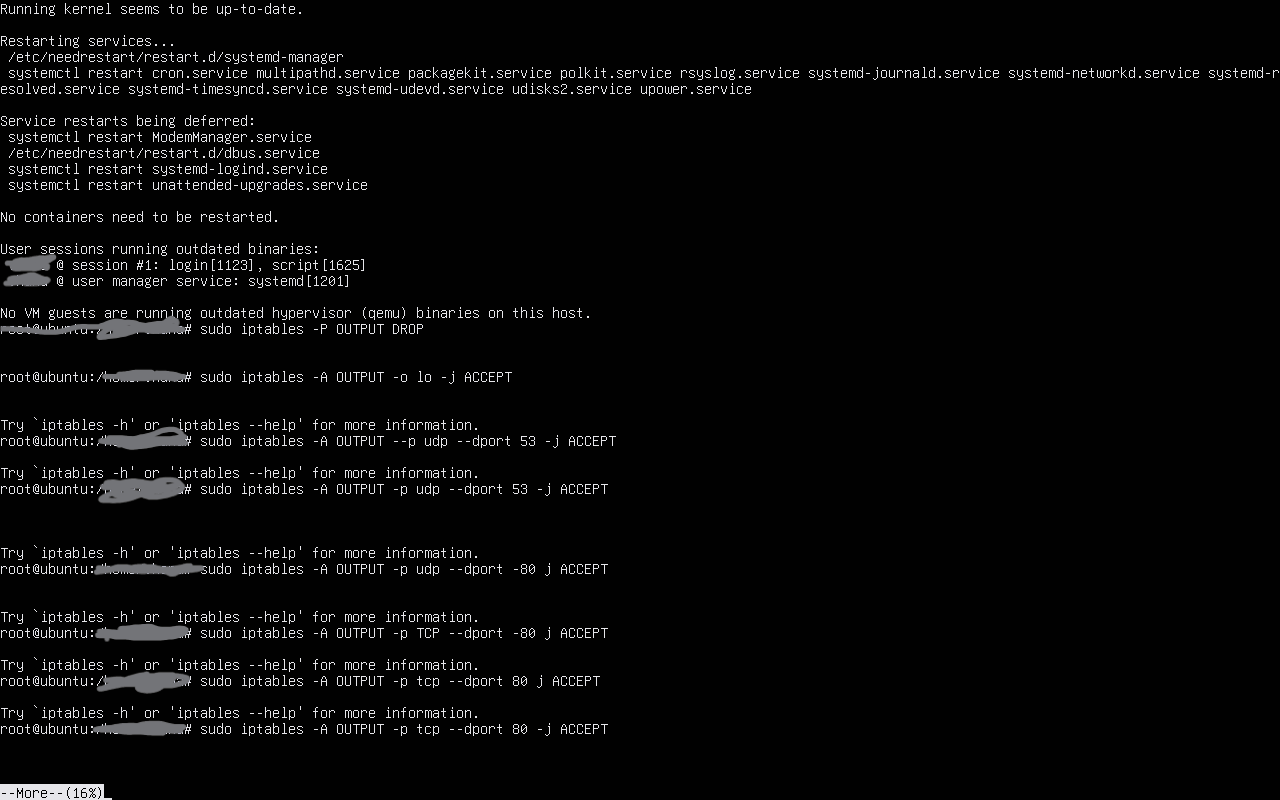 Running kernel seems to be up-to-date.
Restarting services...
/etc/needrestart/restart.d/systemd-manager
systemctl restart cron.service multipathd.service packagekit.service polkit.service rsyslog.service systemd-journald.service systemd-networkd.service systemd-r
esolved.service systemd-timesyncd.service systemd-udevd.service udisks2.service upower.service
Service restarts being deferred:
systemctl restart ModemManager.service
/etc/needrestart/restart.d/dbus.service
systemctl restart systemd-logind.service
systemctl restart unattended-upgrades.service
No containers need to be restarted.
User sessions running outdated binaries:
@ session #1: login[1123], script[1625]
@ user manager service: systemd[1201]
No VM guests are running outdated hypervisor (qemu) binaries on this host.
root@ubuntu:/ # sudo iptables -P OUTPUT DROP
root@ubuntu:/ # sudo iptables -A OUTPUT -o lo -j ACCEPT
Try `iptables -h' or 'iptables --help' for more information.
root@ubuntu:/ # sudo iptables -A OUTPUT --p udp --dport 53 -j ACCEPT
Try `iptables -h' or 'iptables --help' for more information.
root@ubuntu:/ # sudo iptables -A OUTPUT -p udp --dport 53 -j ACCEPT
Try `iptables -h' or 'iptables --help' for more information.
root@ubuntu: sudo iptables -A OUTPUT -p udp --dport -80 j ACCEPT
Try `iptables -h' or 'iptables --help' for more information.
root@ubuntu: # sudo iptables -A OUTPUT -p TCP --dport -80 j ACCEPT
Try `iptables -h' or 'iptables --help' for more information.
root@ubuntu:/ # sudo iptables -A OUTPUT -p tcp --dport 80 j ACCEPT
Try `iptables -h' or 'iptables --help' for more information.
root@ubuntu: # sudo iptables -A OUTPUT -p tcp --dport 80 -j ACCEPT
--More--(16%)